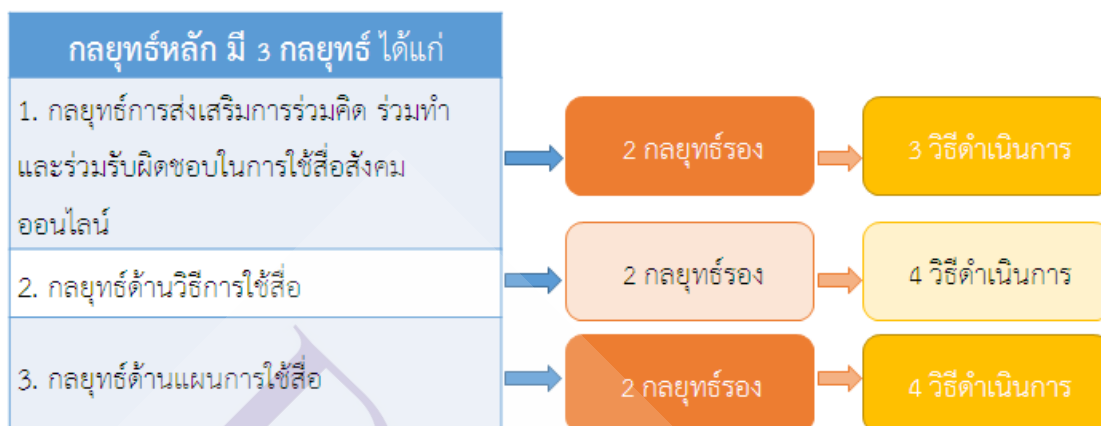 กลยุทธ์หลัก มี 3 กลยุทธ์ ได้แก่
1. กลยุทธ์การส่งเสริมการร่วมคิด ร่วมทำ
และร่วมรับผิดชอบในการใช้สื่อสังคม
ออนไลน์
2 กลยุทธ์รอง
3 วิธีดำเนินการ
2. กลยุทธ์ด้านวิธีการใช้สื่อ
2 กลยุทธ์รอง
4 วิธีดำเนินการ
3. กลยุทธ์ด้านแผนการใช้สื่อ
2 กลยุทธ์รอง
4 วิธีดำเนินการ